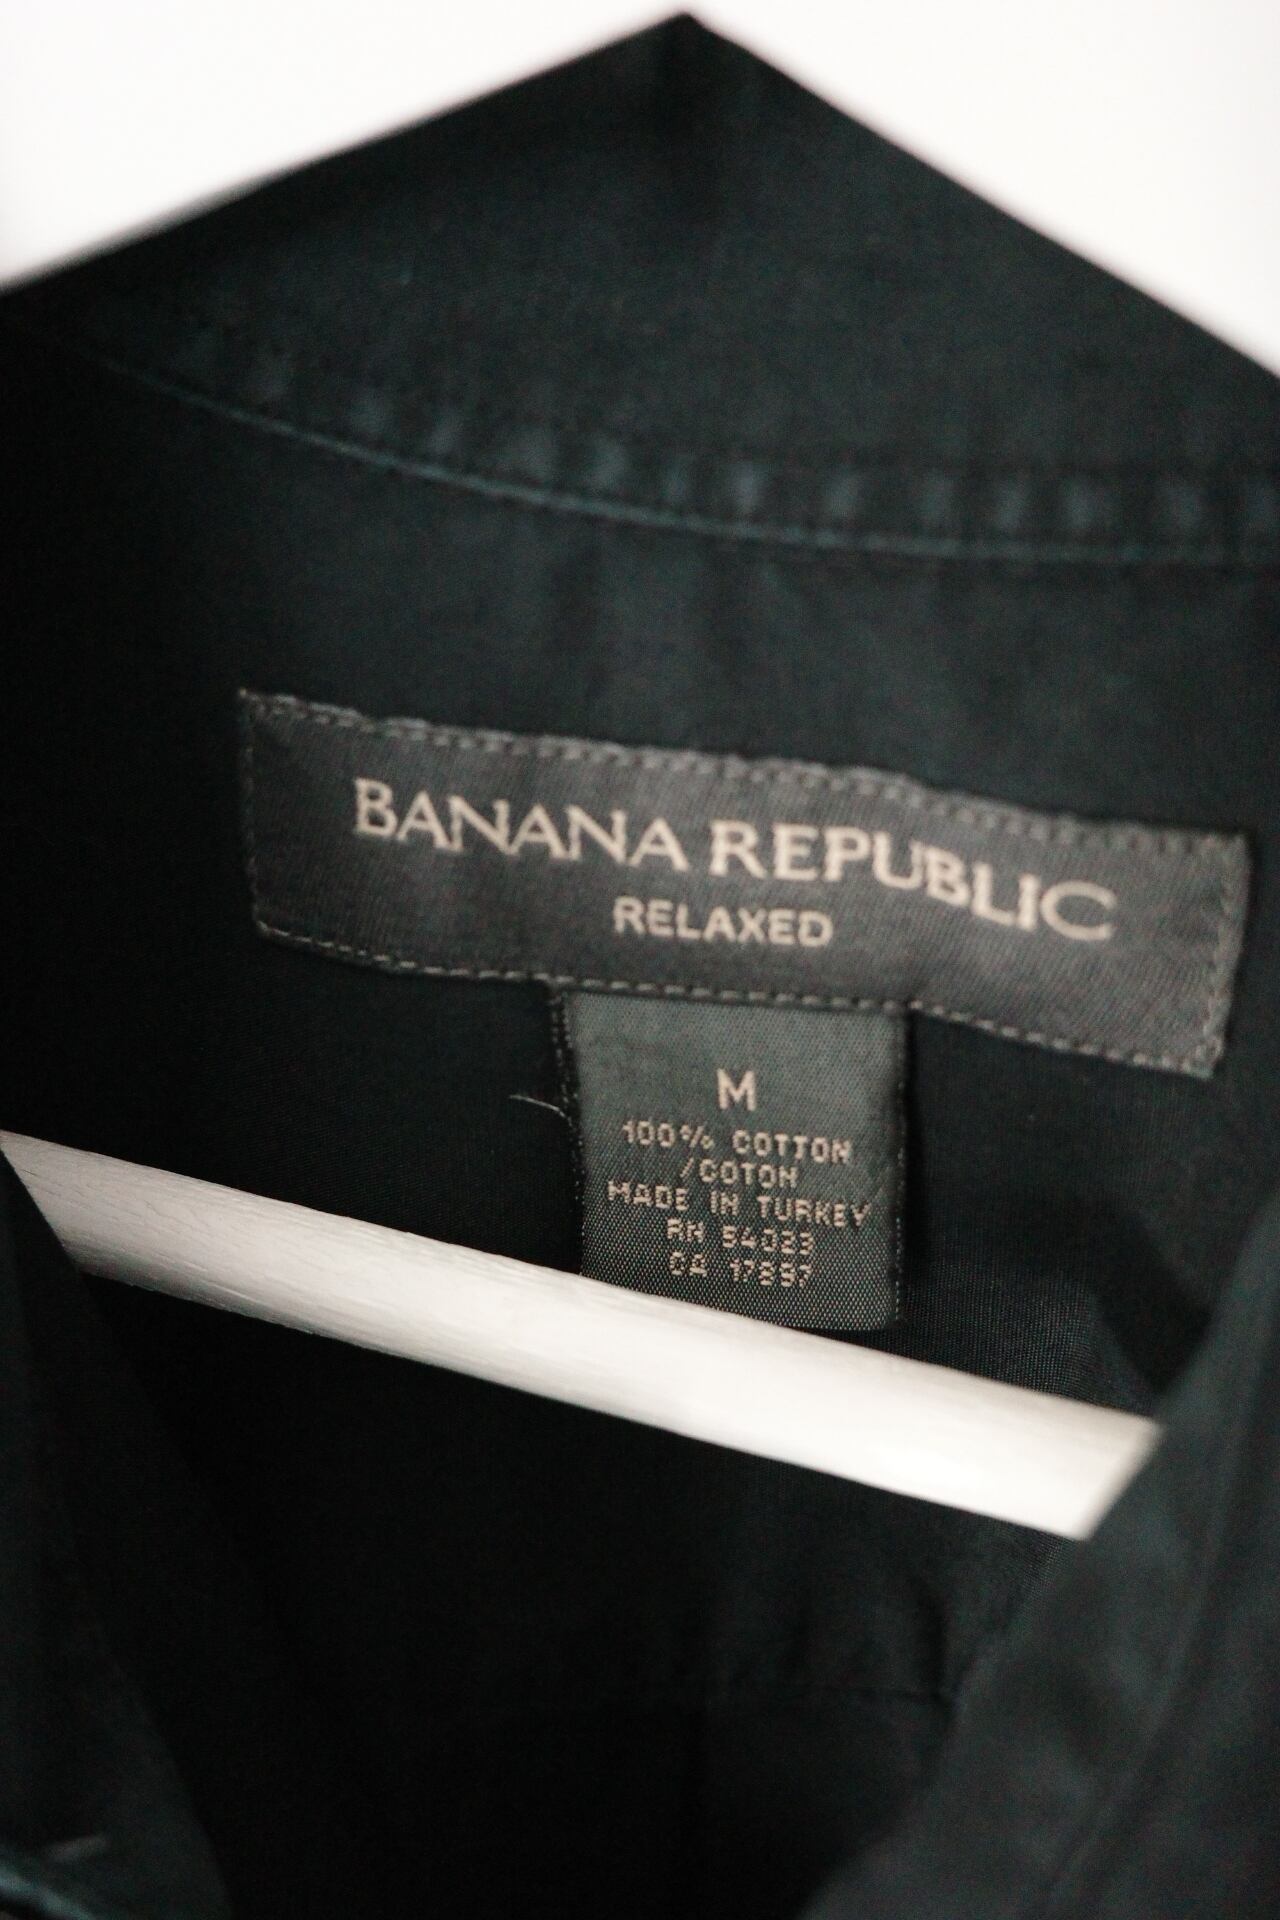 BANANA REPUBLIC
RELAXED
M
100% COTTON
/COTON
MADE IN TURKEY
RN 54023
CA 17897